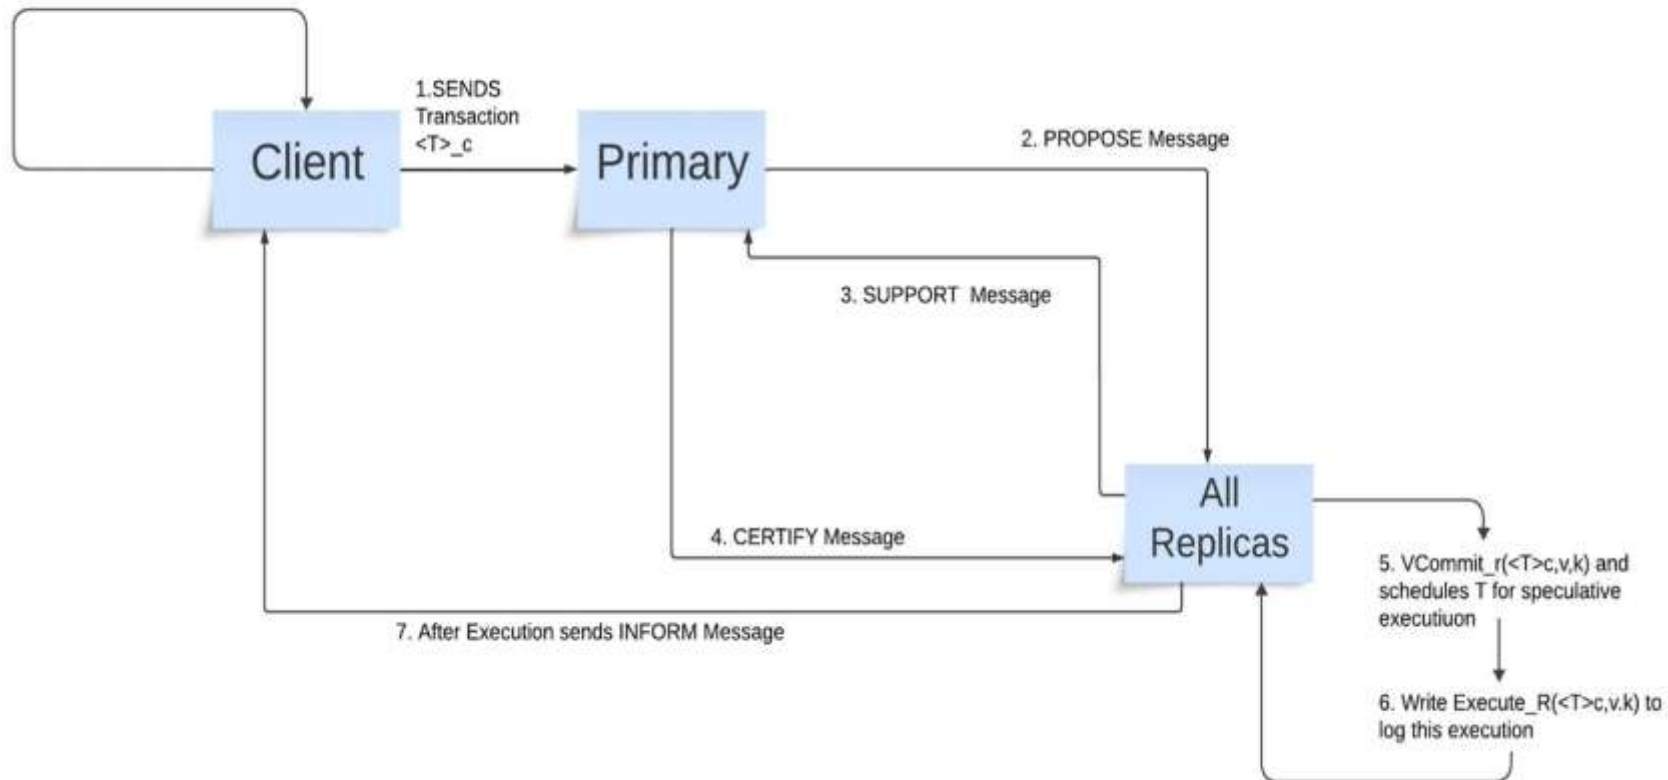 1.SENDS
Transaction
<T>_c
Client
Primary
2. PROPOSE Message
3. SUPPORT  Message
All
Replicas
4. CERTIFY Message
5. VCommit_r(<T>c,v,k) and
schedules T for speculative
executiuon
7. After Execution sends INFORM Message
6. Write Execute_R(<T>c,v.k) to
log this execution